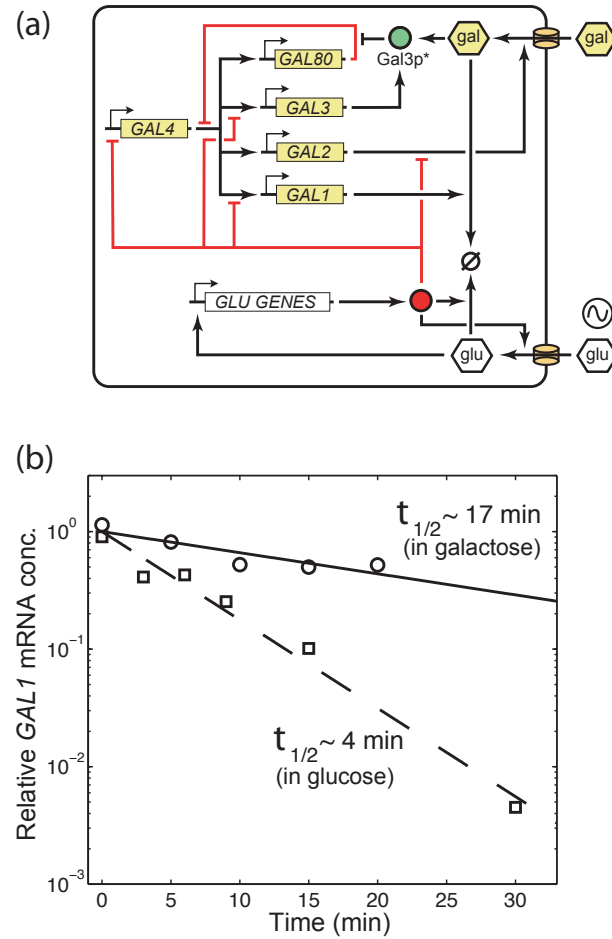 (a)
GAL80
Gal3p*
gal
gal
GAL3
GAL4
GAL2
GAL1
GLU GENES
glu
glu
(b)
Relative GAL1 mRNA conc.
10⁰
10⁻¹
10⁻²
10⁻³
t1/2~ 17 min
(in galactose)
t1/2~ 4 min
(in glucose)
0
5
10
15
20
25
30
Time (min)